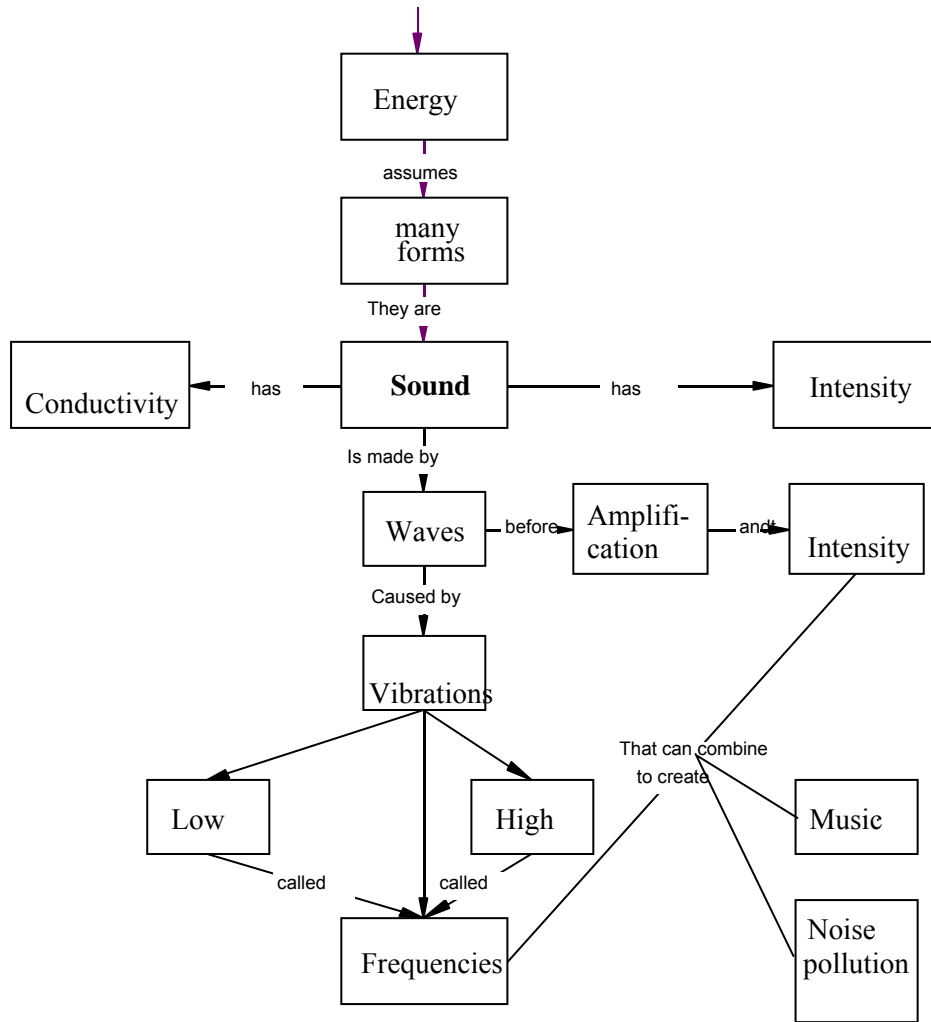 Energy
assumes
many
forms
They are
Conductivity
has
Sound
has
Intensity
Is made by
Waves
before
Amplifi-
cation
andt
Intensity
Caused by
Vibrations
That can combine
to create
Low
High
Music
called
called
Frequencies
Noise
pollution